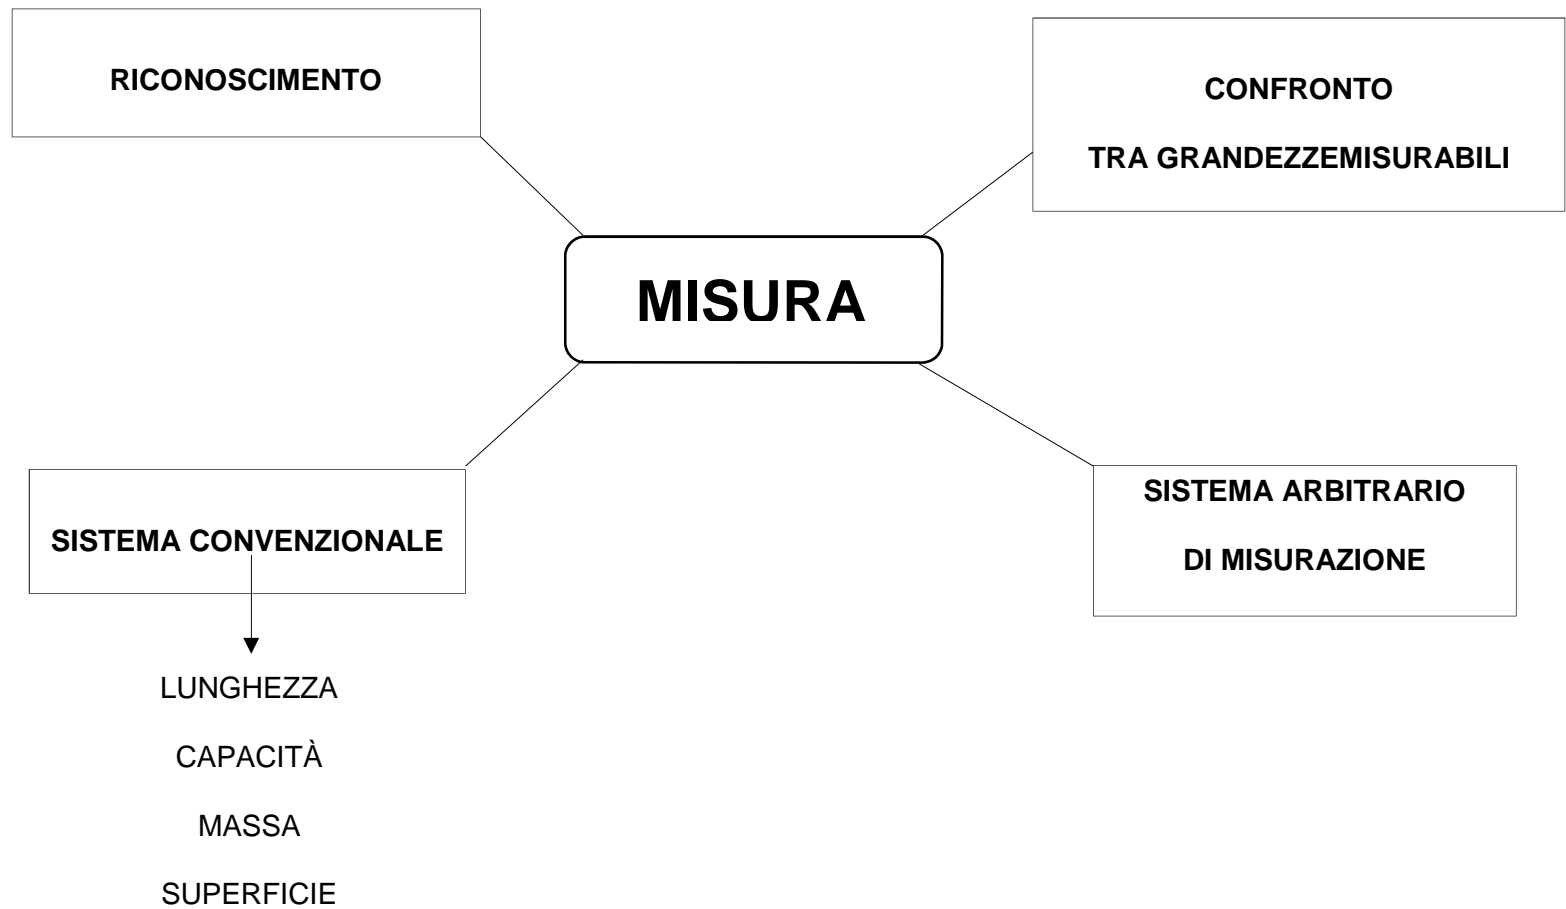 RICONOSCIMENTO
CONFRONTO
TRA GRANDEZZEMISURABILI
MISURA
SISTEMA CONVENZIONALE
SISTEMA ARBITRARIO
DI MISURAZIONE
LUNGHEZZA
CAPACITÀ
MASSA
SUPERFICIE